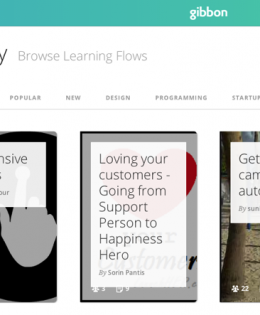 gibbon
y Browse Learning Flows
POPULAR NEW DESIGN PROGRAMMING STARTUP
nsive
s
our
Loving your
customers -
Going from
Support
Person to
Happiness
Hero
By Sorin Pantis
3 9
Get
cam
auto
By sun
22